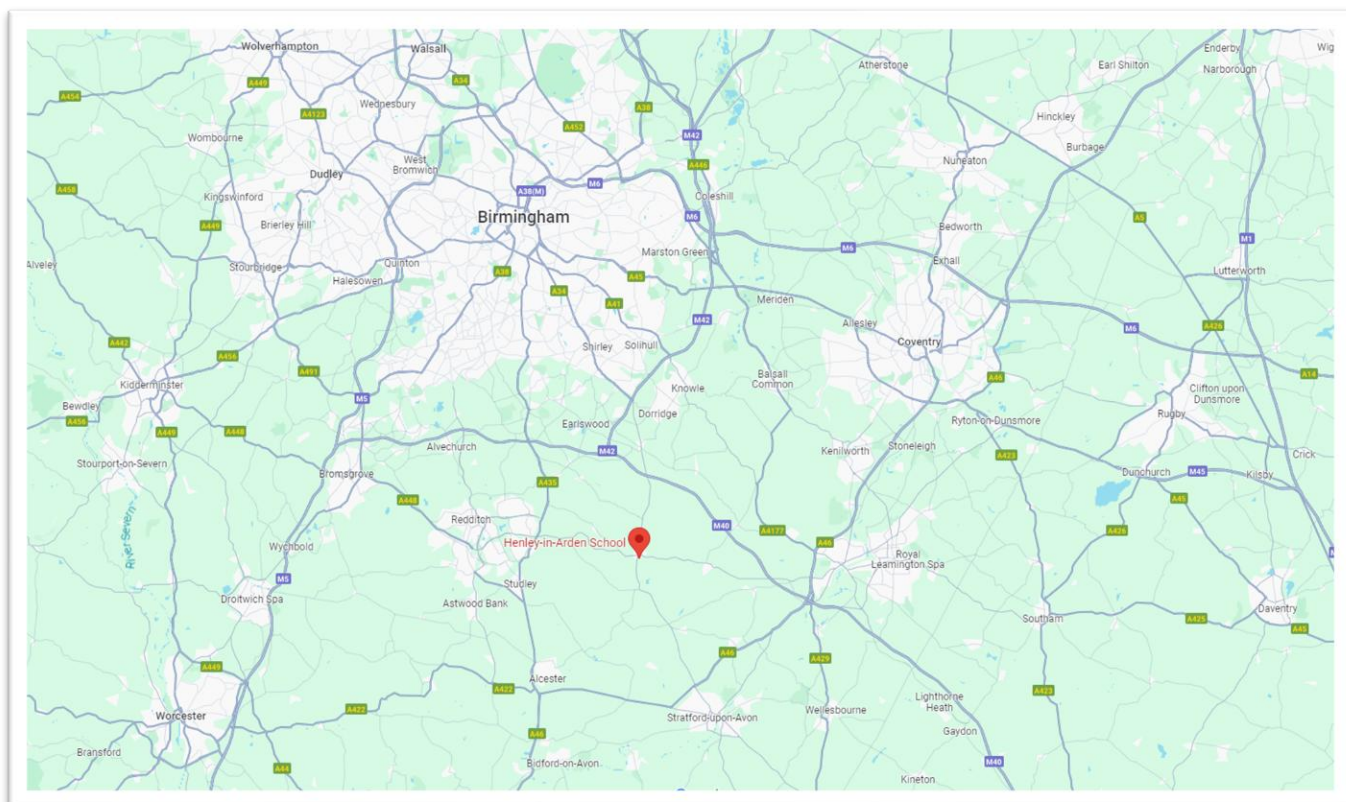 Wolverhampton
Walsall
Enderby
Wig
Narborough
Atherstone
Earl Shilton
A34
A449
A454
Wednesbury
A38
A4123
A452
Hinckley
M42
Wombourne
Burbage
West
Bromwich
Nuneaton
A446
Dudley
M6
A458
A38(M)
Coleshill
Kingswinford
Birmingham
M6
A5
Brierley Hill
A449
Bedworth
M1
M6
Marston Green
Alveley
Quinton
Exhall
Stourbridge
A38
Lutterworth
Halesowen
A45
A34
Meriden
A41
M42
Allesley
A426
M6
A442
Coventry
Shirley
Solihull
A456
A491
Balsall
Common
A46
A14
Kidderminster
Knowle
Clifton upon
Dunsmore
M5
Bewdley
Dorridge
Rugby
A456
Earlswood
Ryton-on-Dunsmore
A449
A448
Alvechurch
M42
Kenilworth
Stoneleigh
A423
Crick
Stourport-on-Severn
Bromsgrove
Dunchurch
M45
Kilsby
A435
A448
A45
River Severn
Redditch
M40
A4177
A426
Henley-in-Arden School
A46
Wychbold
Royal
Leamington Spa
M5
Studley
Droitwich Spa
Astwood Bank
Daventry
Southam
A425
A45
A46
A429
A449
Alcester
A422
A423
Lighthorne
Heath
A422
Worcester
Stratford-upon-Avon
Wellesbourne
Gaydon
A46
Bransford
Bidford-on-Avon
M40
A44
Kineton